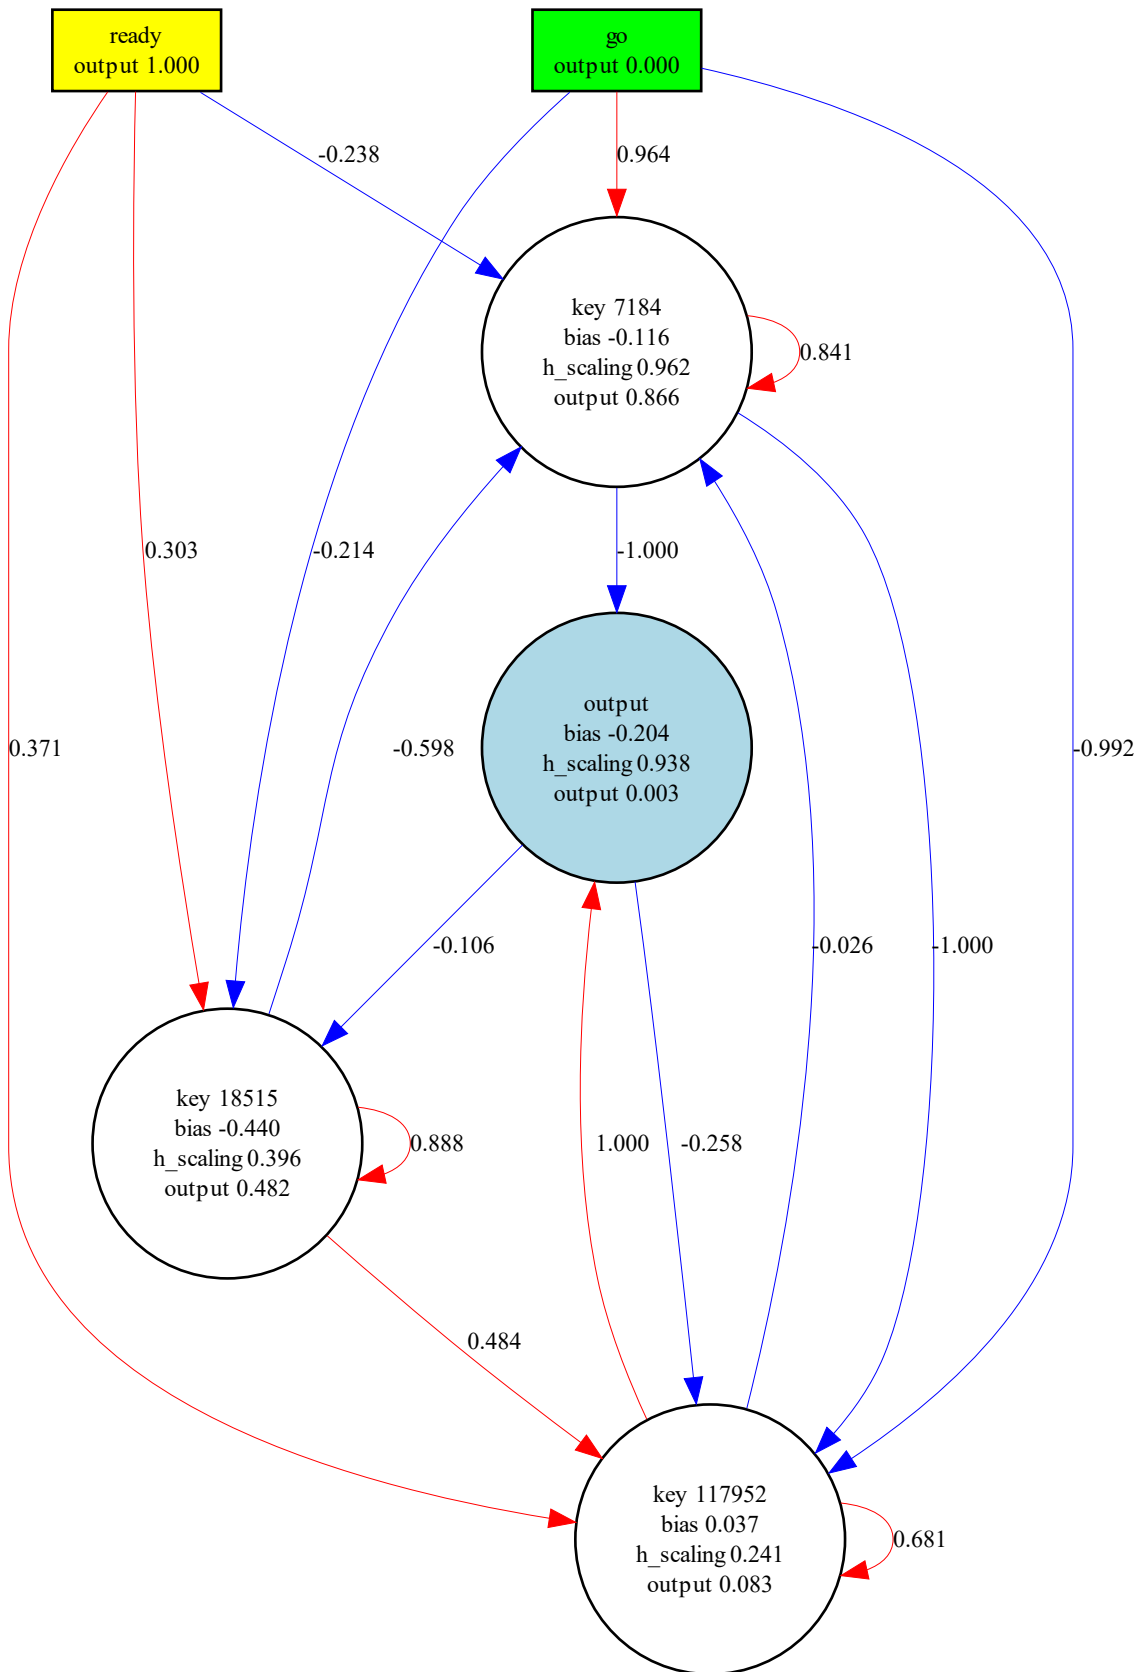 ready
output 1.000
go
output 0.000
-0.238
0.964
key 7184
bias -0.116
h_scaling 0.962
output 0.866
0.841
0.303
-0.214
-1.000
output
bias -0.204
h_scaling 0.938
output 0.003
0.371
-0.598
-0.992
-0.106
-0.026
-1.000
key 18515
bias -0.440
h_scaling 0.396
output 0.482
0.888
1.000
-0.258
0.484
key 117952
bias 0.037
h_scaling 0.241
output 0.083
0.681